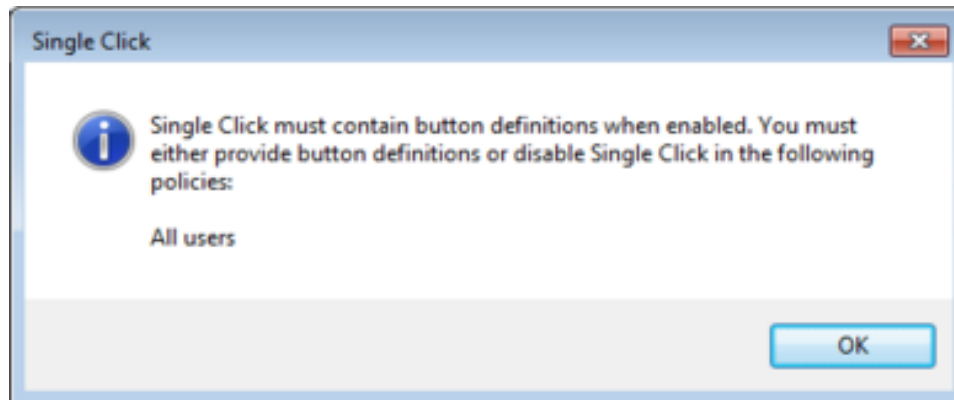 Single Click
Single Click must contain button definitions when enabled. You must
either provide button definitions or disable Single Click in the following
policies:
All users
OK